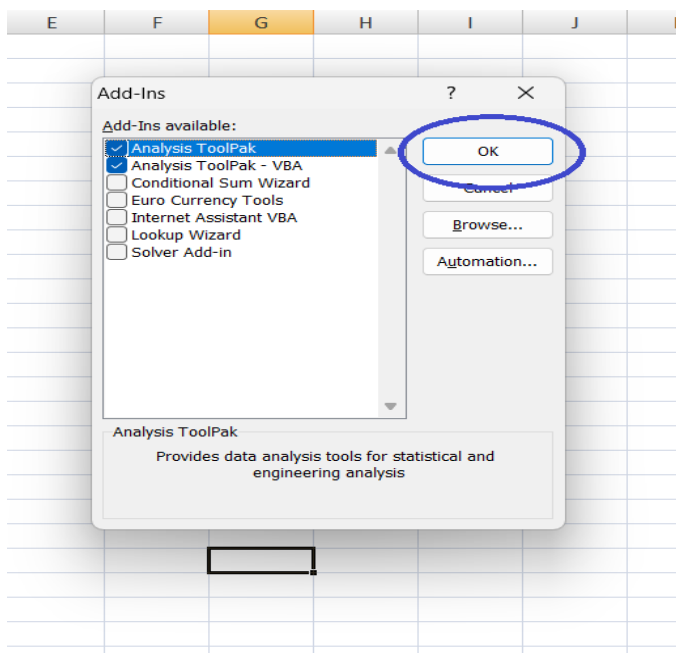 E F G H I J
Add-Ins ?
Add-Ins available:
Analysis ToolPak
Analysis ToolPak - VBA
Conditional Sum Wizard
Euro Currency Tools
Internet Assistant VBA
Lookup Wizard
Solver Add-in
OK
Cancel
Browse...
Automation...
Analysis ToolPak
Provides data analysis tools for statistical and
engineering analysis